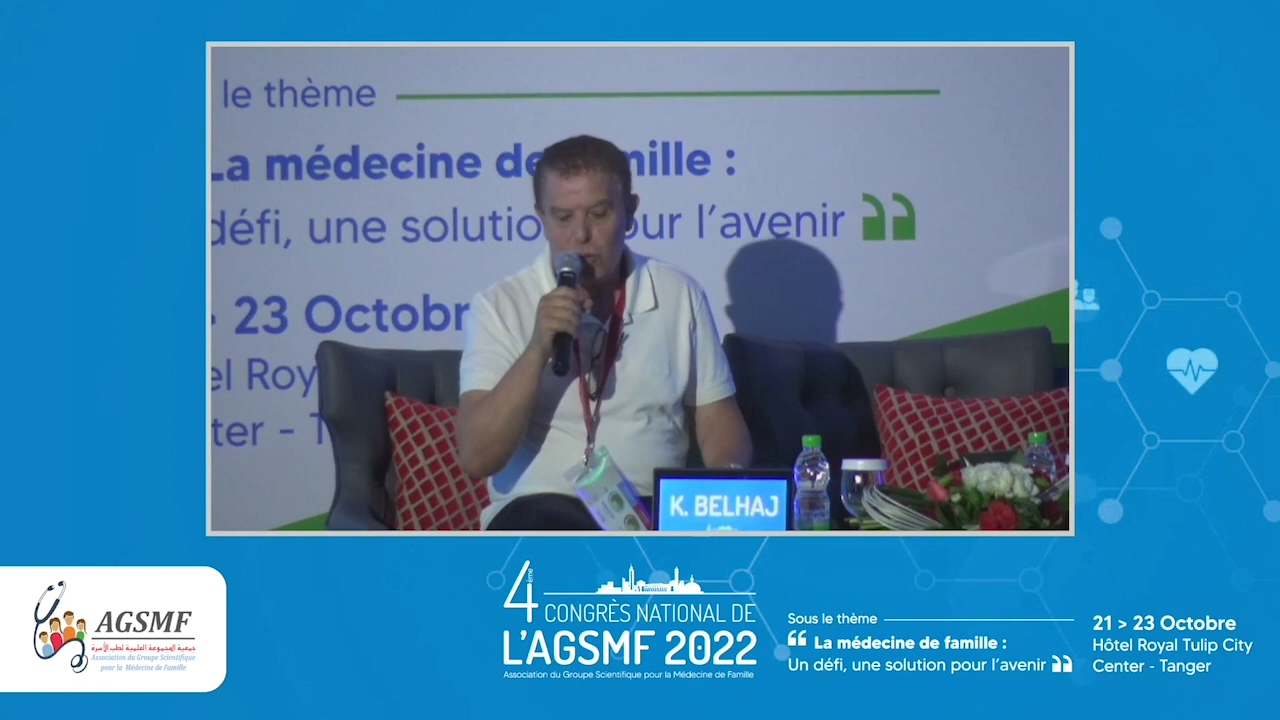 le thème
La médecine de famille :
défi, une solution pour l'avenir
23 Octobr
el Roy
ter - T
K. BELHAJ
AGSMF
جمعية المجموعة العلمية لطب الأسرة
Association du Groupe Scientifique
pour la Médecine de Famille
4ème
CONGRÈS NATIONAL DE
L'AGSMF 2022
Association du Groupe Scientifique pour la Médecine de Famille
Sous le thème
“ La médecine de famille :
Un défi, une solution pour l'avenir ”
21 > 23 Octobre
Hôtel Royal Tulip City
Center - Tanger